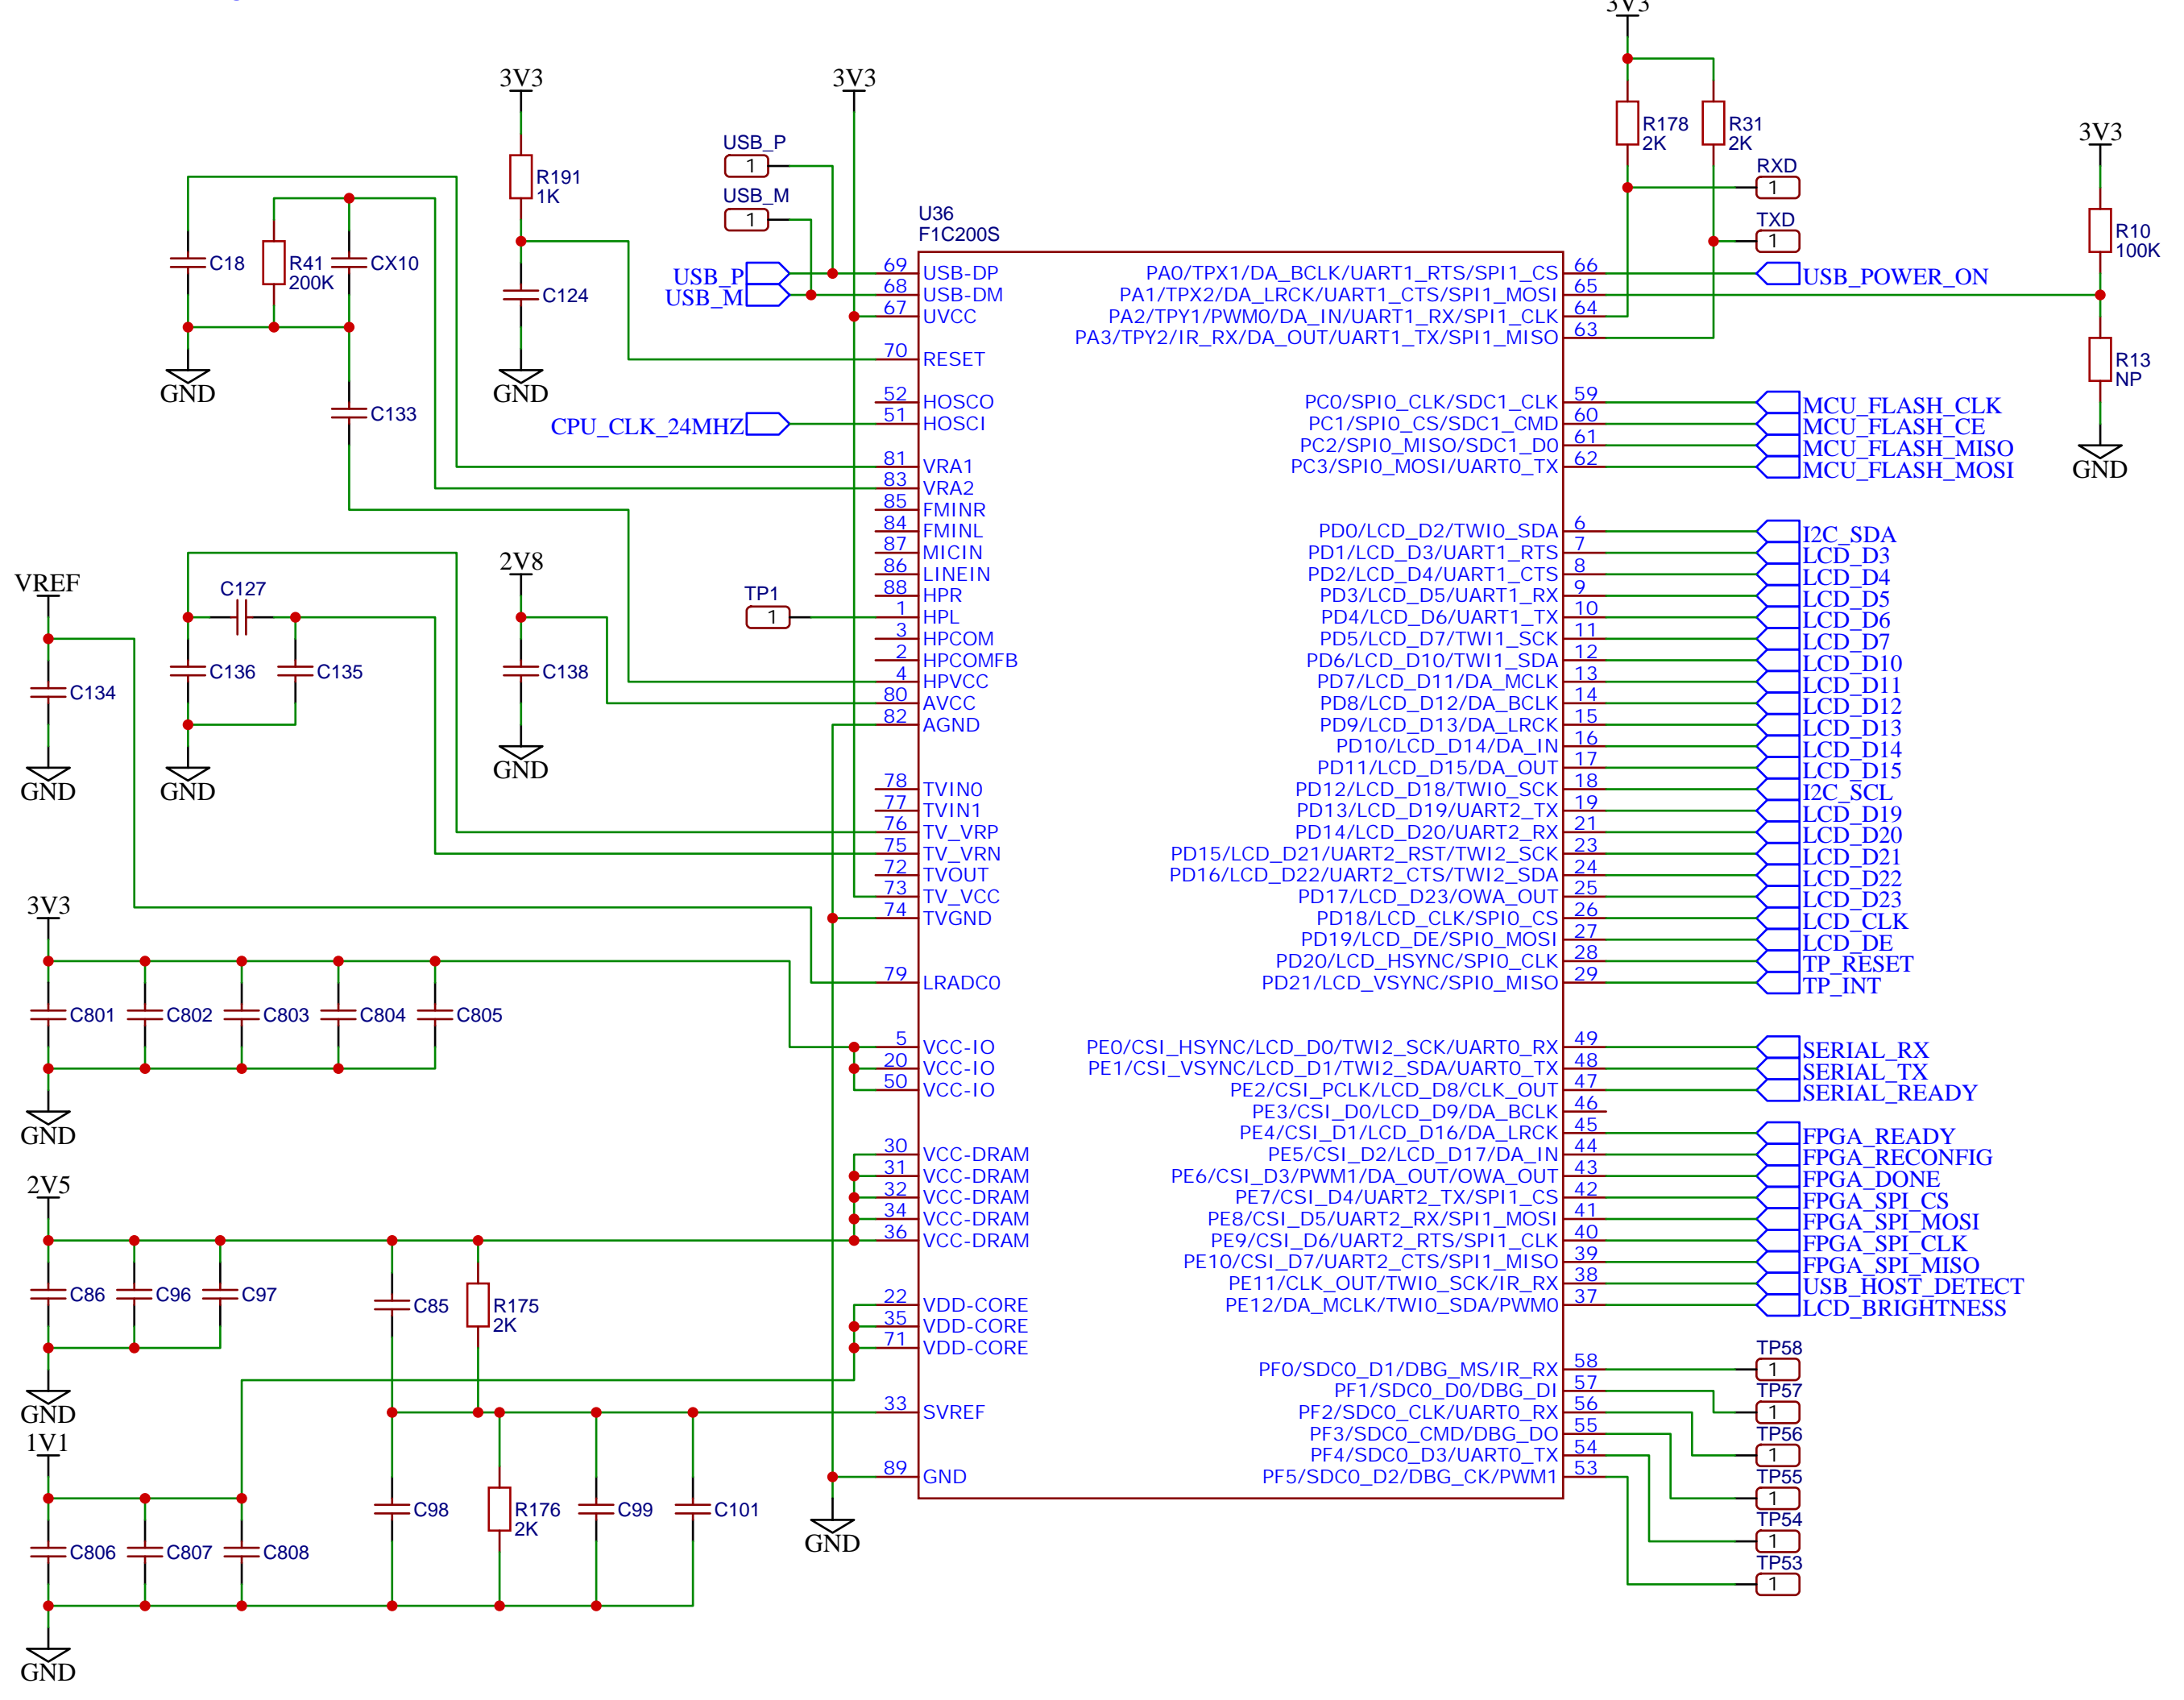 3V3
3V3
3V3
3V3
R178
2K
R31
2K
RXD
1
TXD
1
R10
100K
R13
NP
GND
USB_P
1
USB_M
1
R191
1K
C124
GND
C18
R41
200K
CX10
GND
C133
U36
F1C200S
USB_P
USB_M
CPU_CLK_24MHZ
69 USB-DP
68 USB-DM
67 UVCC
70 RESET
52 HOSCO
51 HOSCI
81 VRA1
83 VRA2
85 FMINR
84 FMINL
87 MICIN
86 LINEIN
88 HPR
1 HPL
3 HPCOM
2 HPCOMFB
4 HPVCC
80 AVCC
82 AGND
78 TVIN0
77 TVIN1
76 TV_VRP
75 TV_VRN
72 TVOUT
73 TV_VCC
74 TVGND
79 LRADC0
5 VCC-IO
20 VCC-IO
50 VCC-IO
30 VCC-DRAM
31 VCC-DRAM
32 VCC-DRAM
34 VCC-DRAM
36 VCC-DRAM
22 VDD-CORE
35 VDD-CORE
71 VDD-CORE
33 SVREF
89 GND
PA0/TPX1/DA_BCLK/UART1_RTS/SPI1_CS 66 USB_POWER_ON
PA1/TPX2/DA_LRCK/UART1_CTS/SPI1_MOSI 65
PA2/TPY1/PWM0/DA_IN/UART1_RX/SPI1_CLK 64
PA3/TPY2/IR_RX/DA_OUT/UART1_TX/SPI1_MISO 63
PC0/SPI0_CLK/SDC1_CLK 59 MCU_FLASH_CLK
PC1/SPI0_CS/SDC1_CMD 60 MCU_FLASH_CE
PC2/SPI0_MISO/SDC1_D0 61 MCU_FLASH_MISO
PC3/SPI0_MOSI/UART0_TX 62 MCU_FLASH_MOSI
PD0/LCD_D2/TWI0_SDA 6 I2C_SDA
PD1/LCD_D3/UART1_RTS 7 LCD_D3
PD2/LCD_D4/UART1_CTS 8 LCD_D4
PD3/LCD_D5/UART1_RX 9 LCD_D5
PD4/LCD_D6/UART1_TX 10 LCD_D6
PD5/LCD_D7/TWI1_SCK 11 LCD_D7
PD6/LCD_D10/TWI1_SDA 12 LCD_D10
PD7/LCD_D11/DA_MCLK 13 LCD_D11
PD8/LCD_D12/DA_BCLK 14 LCD_D12
PD9/LCD_D13/DA_LRCK 15 LCD_D13
PD10/LCD_D14/DA_IN 16 LCD_D14
PD11/LCD_D15/DA_OUT 17 LCD_D15
PD12/LCD_D18/TWI0_SCK 18 I2C_SCL
PD13/LCD_D19/UART2_TX 19 LCD_D19
PD14/LCD_D20/UART2_RX 21 LCD_D20
PD15/LCD_D21/UART2_RST/TWI2_SCK 23 LCD_D21
PD16/LCD_D22/UART2_CTS/TWI2_SDA 24 LCD_D22
PD17/LCD_D23/OWA_OUT 25 LCD_D23
PD18/LCD_CLK/SPI0_CS 26 LCD_CLK
PD19/LCD_DE/SPI0_MOSI 27 LCD_DE
PD20/LCD_HSYNC/SPI0_CLK 28 TP_RESET
PD21/LCD_VSYNC/SPI0_MISO 29 TP_INT
PE0/CSI_HSYNC/LCD_D0/TWI2_SCK/UART0_RX 49 SERIAL_RX
PE1/CSI_VSYNC/LCD_D1/TWI2_SDA/UART0_TX 48 SERIAL_TX
PE2/CSI_PCLK/LCD_D8/CLK_OUT 47 SERIAL_READY
PE3/CSI_D0/LCD_D9/DA_BCLK 46
PE4/CSI_D1/LCD_D16/DA_LRCK 45 FPGA_READY
PE5/CSI_D2/LCD_D17/DA_IN 44 FPGA_RECONFIG
PE6/CSI_D3/PWM1/DA_OUT/OWA_OUT 43 FPGA_DONE
PE7/CSI_D4/UART2_TX/SPI1_CS 42 FPGA_SPI_CS
PE8/CSI_D5/UART2_RX/SPI1_MOSI 41 FPGA_SPI_MOSI
PE9/CSI_D6/UART2_RTS/SPI1_CLK 40 FPGA_SPI_CLK
PE10/CSI_D7/UART2_CTS/SPI1_MISO 39 FPGA_SPI_MISO
PE11/CLK_OUT/TWI0_SCK/IR_RX 38 USB_HOST_DETECT
PE12/DA_MCLK/TWI0_SDA/PWM0 37 LCD_BRIGHTNESS
PF0/SDC0_D1/DBG_MS/IR_RX 58
PF1/SDC0_D0/DBG_DI 57
PF2/SDC0_CLK/UART0_RX 56
PF3/SDC0_CMD/DBG_DO 55
PF4/SDC0_D3/UART0_TX 54
PF5/SDC0_D2/DBG_CK/PWM1 53
TP58
1
TP57
1
TP56
1
TP55
1
TP54
1
TP53
1
VREF
C134
GND
C127
C136
C135
GND
2V8
C138
GND
TP1
1
3V3
C801
C802
C803
C804
C805
GND
2V5
C86
C96
C97
C85
R175
2K
GND
1V1
C806
C807
C808
C98
R176
2K
C99
C101
GND
GND